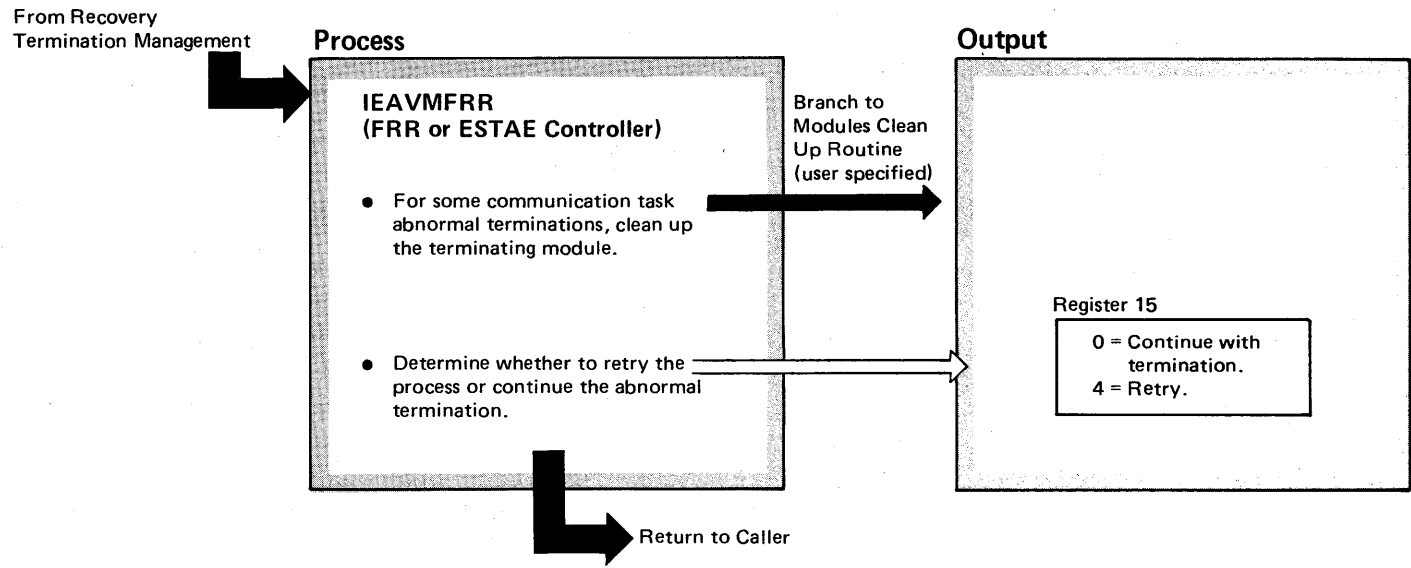 From Recovery
Termination Management
Process
Output
IEAVMFRR
(FRR or ESTAE Controller)
Branch to
Modules Clean
Up Routine
(user specified)
● For some communication task
abnormal terminations, clean up
the terminating module.
Register 15
0 = Continue with
termination.
4 = Retry.
● Determine whether to retry the
process or continue the abnormal
termination.
Return to Caller